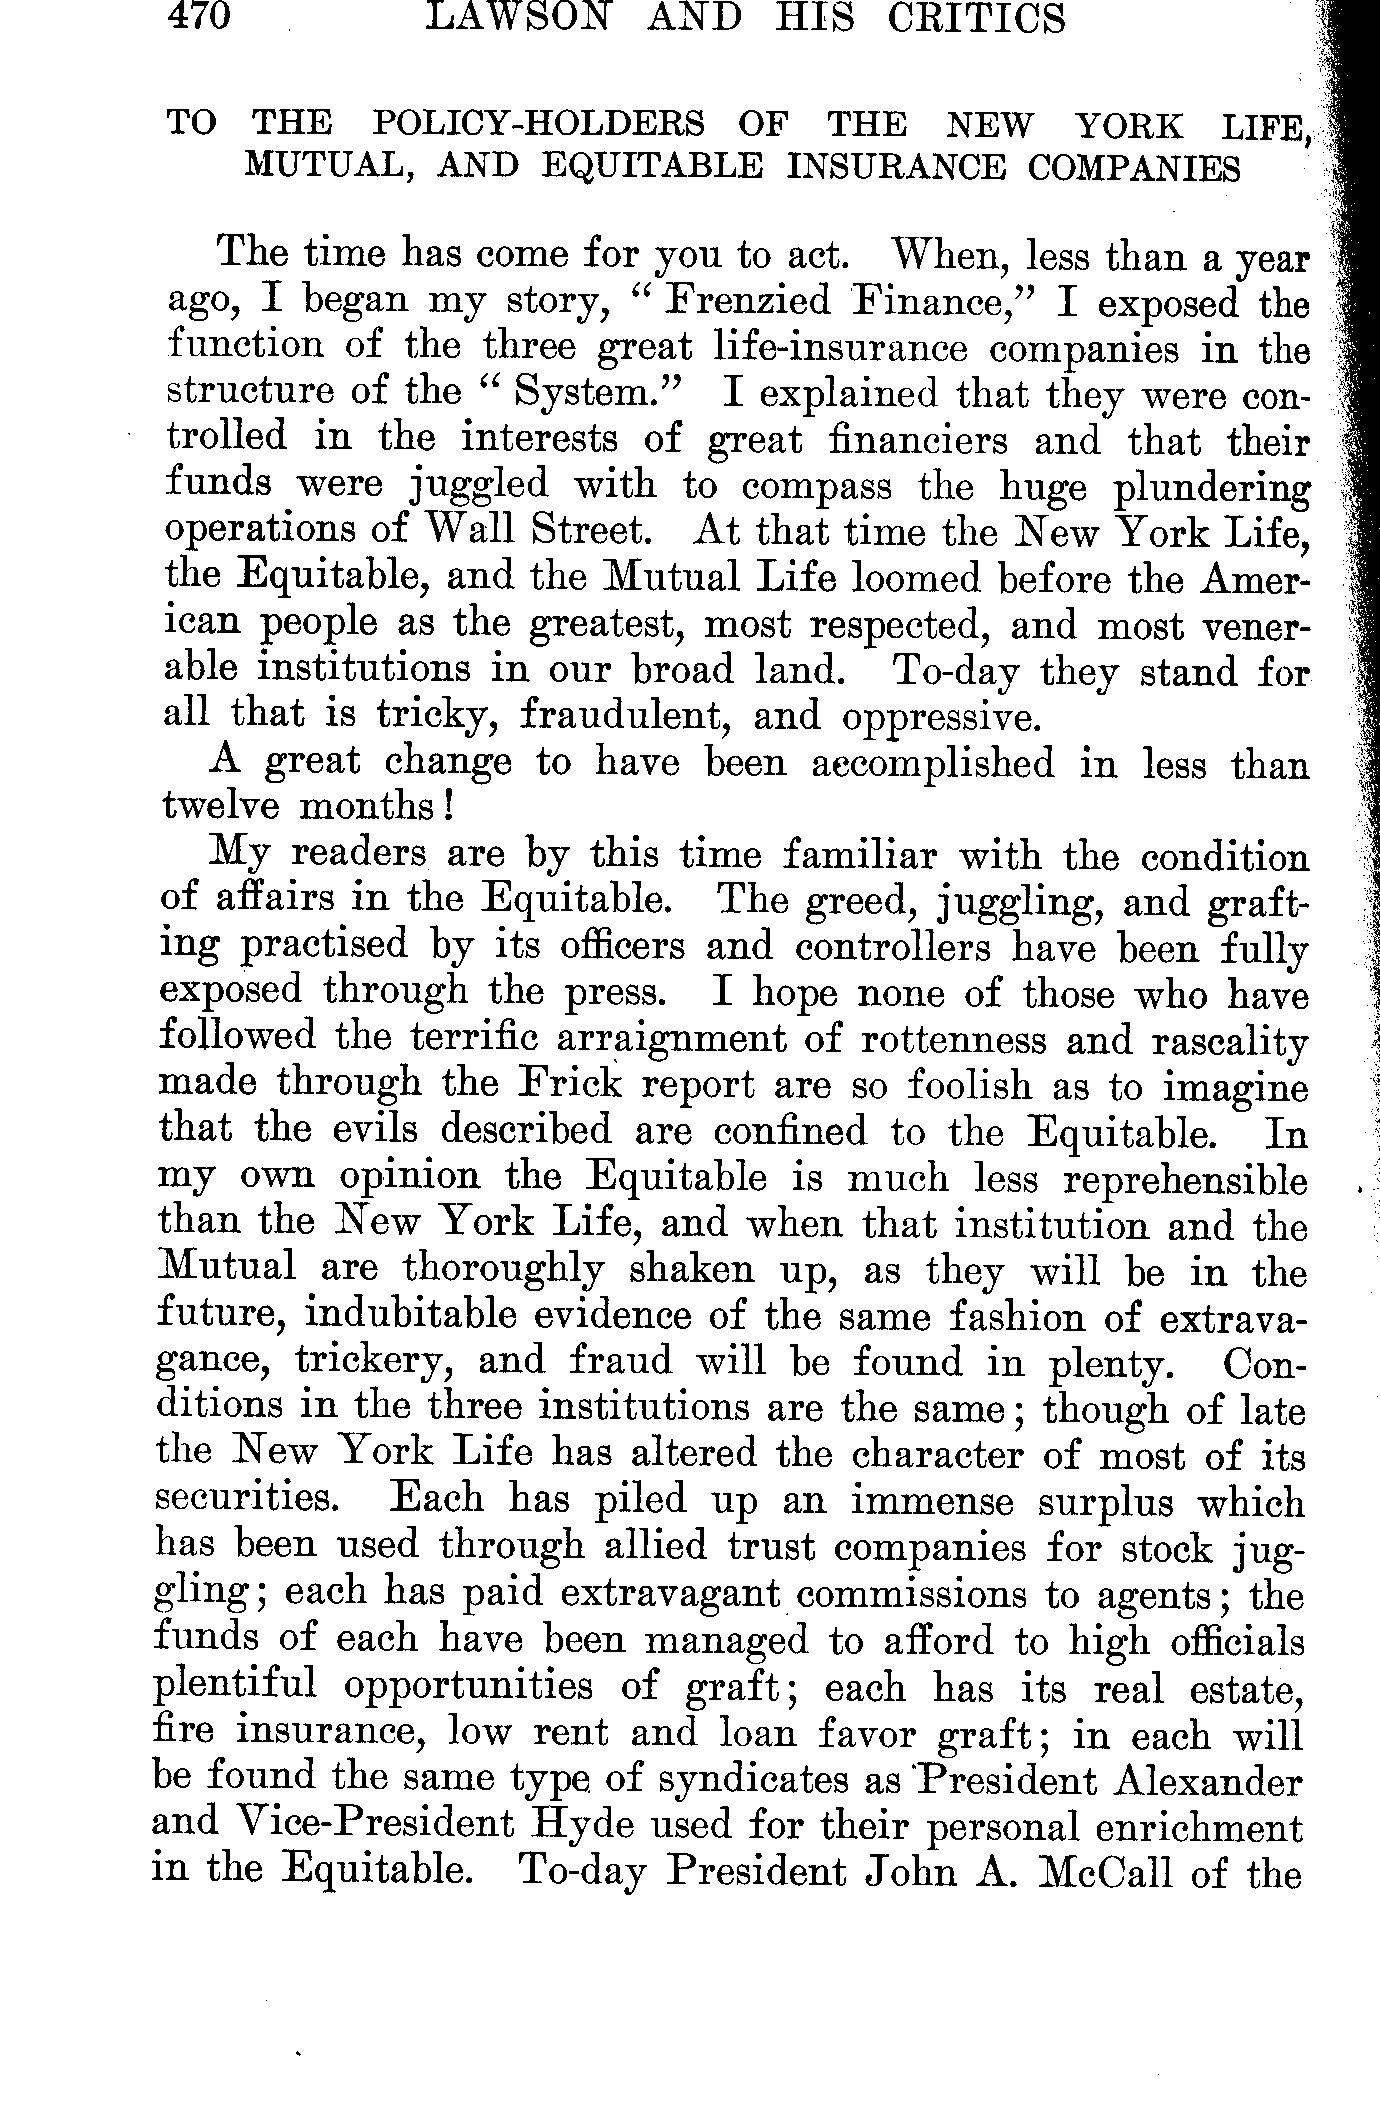 470 LAWSON AND HIS CRITICS
TO THE POLICY-HOLDERS OF THE NEW YORK LIFE,
MUTUAL, AND EQUITABLE INSURANCE COMPANIES
The time has come for you to act. When, less than a year
ago, I began my story, “Frenzied Finance,” I exposed the
function of the three great life-insurance companies in the
structure of the “System.” I explained that they were con-
trolled in the interests of great financiers and that their
funds were juggled with to compass the huge plundering
operations of Wall Street. At that time the New York Life,
the Equitable, and the Mutual Life loomed before the Amer-
ican people as the greatest, most respected, and most vener-
able institutions in our broad land. To-day they stand for
all that is tricky, fraudulent, and oppressive.
A great change to have been accomplished in less than
twelve months!
My readers are by this time familiar with the condition
of affairs in the Equitable. The greed, juggling, and graft-
ing practised by its officers and controllers have been fully
exposed through the press. I hope none of those who have
followed the terrific arraignment of rottenness and rascality
made through the Frick report are so foolish as to imagine
that the evils described are confined to the Equitable. In
my own opinion the Equitable is much less reprehensible
than the New York Life, and when that institution and the
Mutual are thoroughly shaken up, as they will be in the
future, indubitable evidence of the same fashion of extrava-
gance, trickery, and fraud will be found in plenty. Con-
ditions in the three institutions are the same; though of late
the New York Life has altered the character of most of its
securities. Each has piled up an immense surplus which
has been used through allied trust companies for stock jug-
gling; each has paid extravagant commissions to agents; the
funds of each have been managed to afford to high officials
plentiful opportunities of graft; each has its real estate,
fire insurance, low rent and loan favor graft; in each will
be found the same type of syndicates as President Alexander
and Vice-President Hyde used for their personal enrichment
in the Equitable. To-day President John A. McCall of the